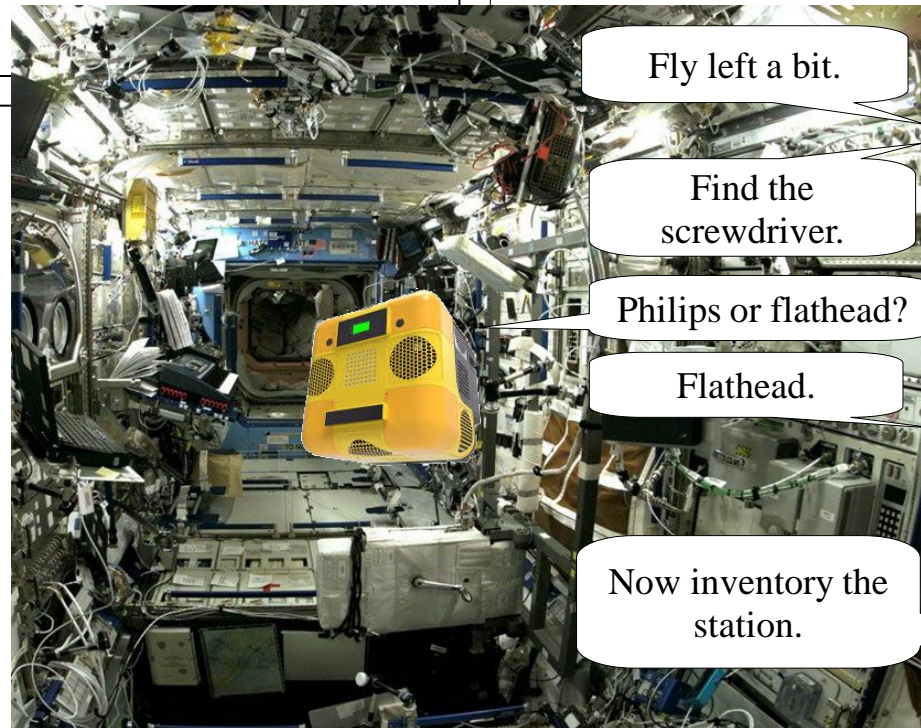 Fly left a bit.
Find the
screwdriver.
Philips or flathead?
Flathead.
Now inventory the
station.